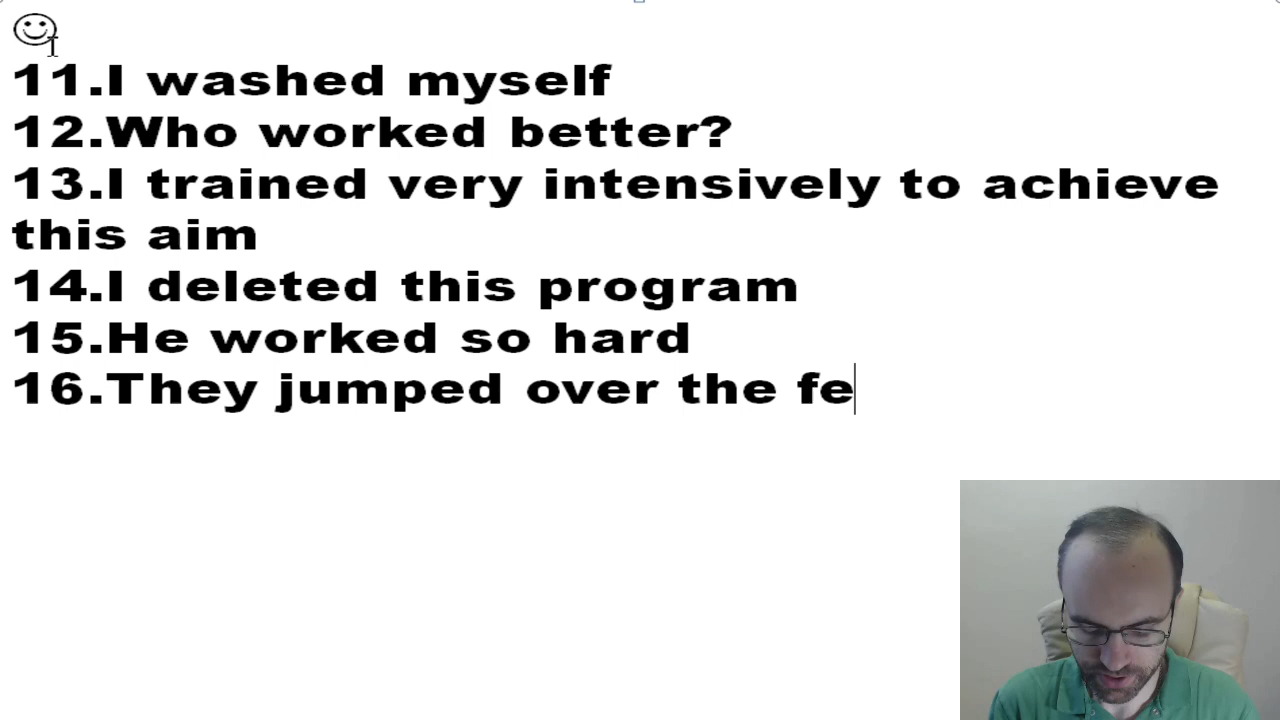 11.I washed myself
12.Who worked better?
13.I trained very intensively to achieve
this aim
14.I deleted this program
15.He worked so hard
16.They jumped over the fe